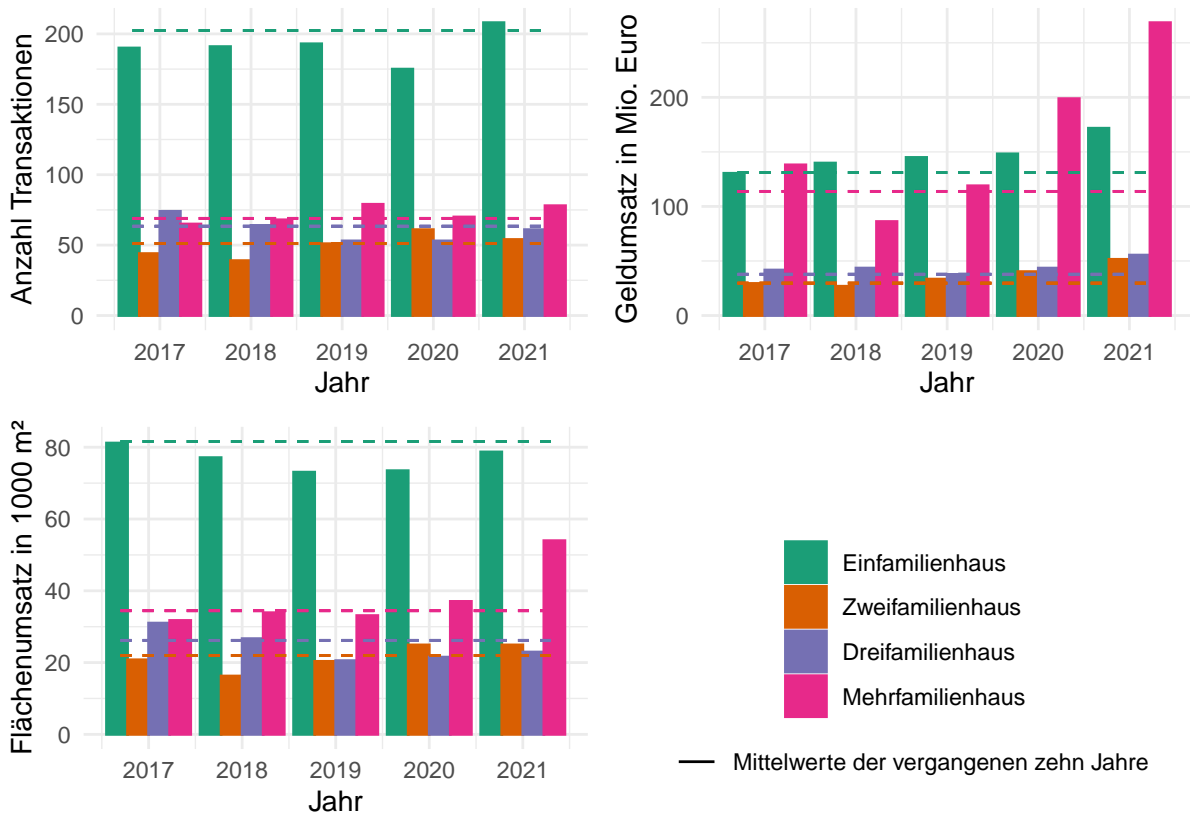 Anzahl Transaktionen
200
150
100
50
0
2017 2018 2019 2020 2021
Jahr
Geldumsatz in Mio. Euro
200
100
0
2017 2018 2019 2020 2021
Jahr
Flächenumsatz in 1000 m²
80
60
40
20
0
2017 2018 2019 2020 2021
Jahr
Einfamilienhaus
Zweifamilienhaus
Dreifamilienhaus
Mehrfamilienhaus
Mittelwerte der vergangenen zehn Jahre